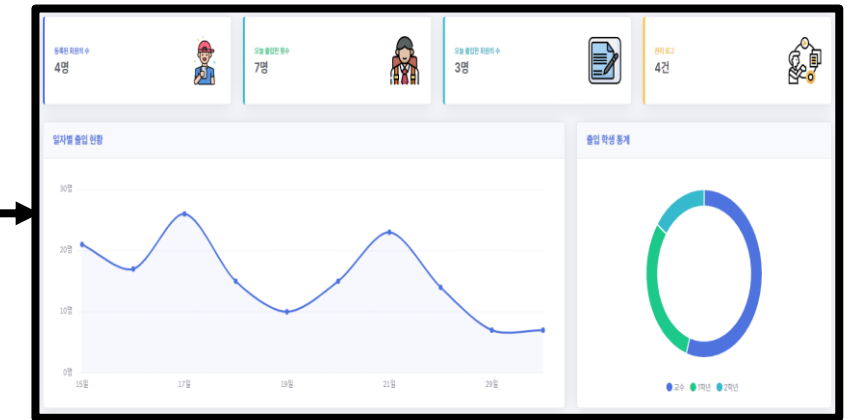 등록된 회원의 수
4명
오늘 출입한 횟수
7명
오늘 출입한 회원의 수
3명
관리 로그
4건
일자별 출입 현황
출입 학생 통계
30명
20명
10명
0명
15일 17일 19일 21일 29일
교수 1학년 2학년